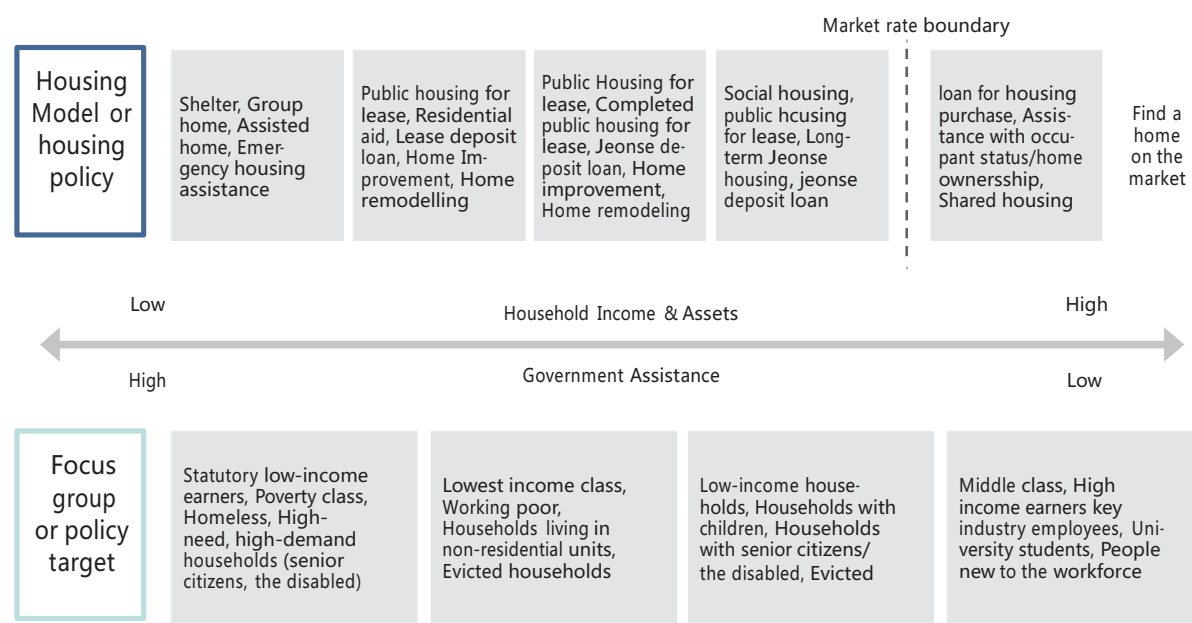 Market rate boundary
Housing
Model or
housing
policy
Shelter, Group
home, Assisted
home, Emer-
gency housing
assistance
Public housing for
lease, Residential
aid, Lease deposit
loan, Home Im-
provement, Home
remodelling
Public Housing for
lease, Completed
public housing for
lease, Jeonse de-
posit loan, Home
improvement,
Home remodeling
Social housing,
public hcusing
for lease, Long-
term Jeonse
housing, jeonse
deposit loan
loan for housing
purchase, Assis-
tance with occu-
pant status/home
ownersship,
Shared housing
Find a
home
on the
market
Low
Household Income & Assets
High
High
Government Assistance
Low
Focus
group
or policy
target
Statutory low-income
earners, Poverty class,
Homeless, High-
need, high-demand
households (senior
citizens, the disabled)
Lowest income class,
Working poor,
Households living in
non-residential units,
Evicted households
Low-income house-
holds, Households with
children, Households
with senior citizens/
the disabled, Evicted
Middle class, High
income earners key
industry employees, Uni-
versity students, People
new to the workforce